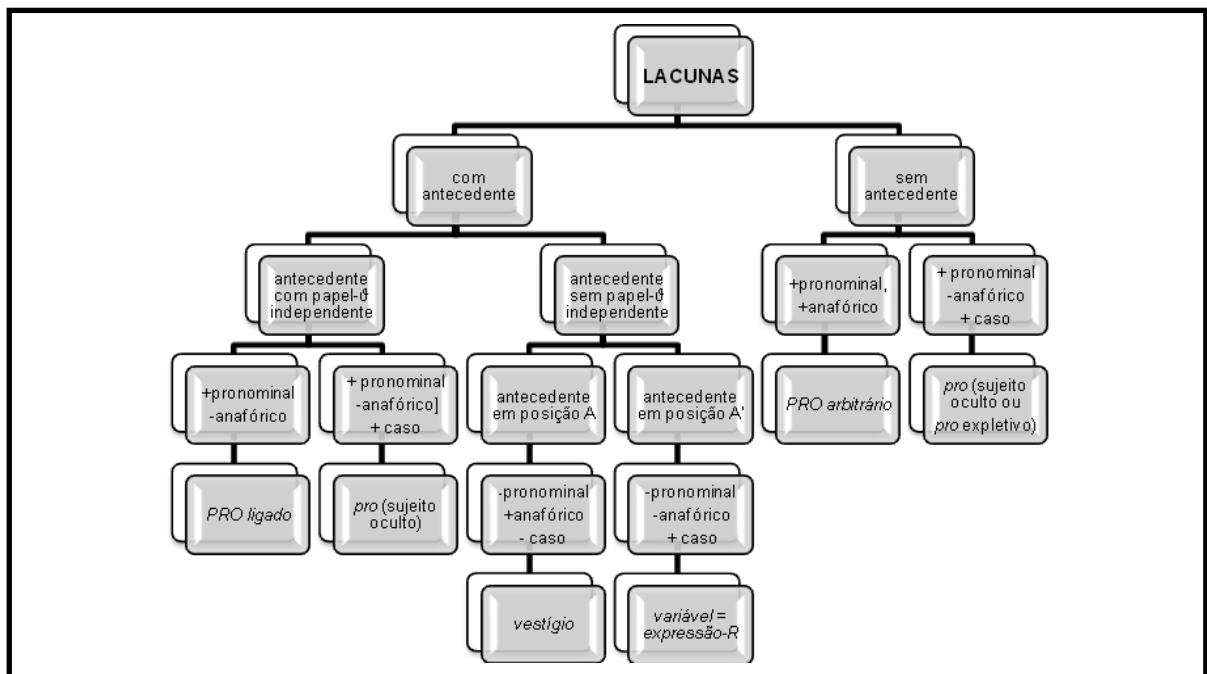 LACUNAS
com
antecedente
sem
antecedente
antecedente
com papel-θ
independente
antecedente
sem papel-θ
independente
+pronominal,
+anafórico
+ pronominal
-anafórico
+ caso
+pronominal
-anafórico
+ pronominal
-anafórico]
+ caso
antecedente
em posição A
antecedente
em posição A'
PRO arbitrário
pro (sujeito
oculto ou
pro expletivo)
PRO ligado
pro (sujeito
oculto)
-pronominal
+anafórico
- caso
-pronominal
-anafórico
+ caso
vestígio
variável =
expressão-R